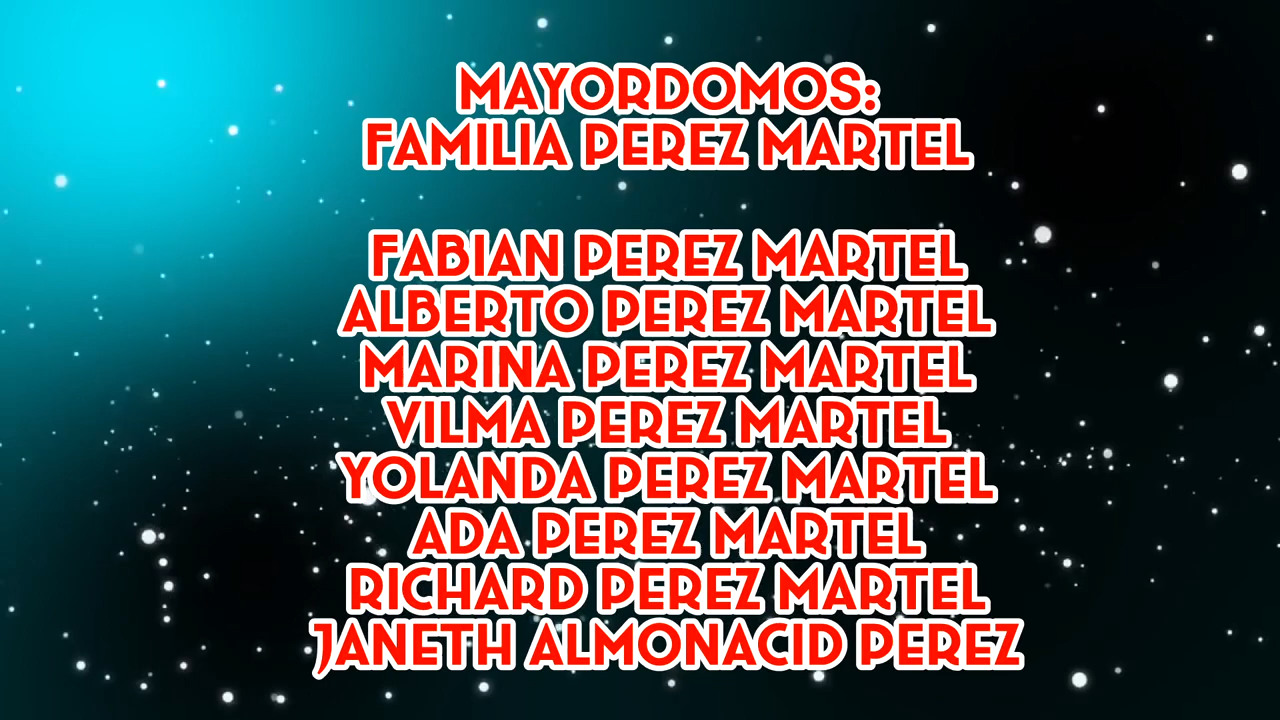 MAYORDOMOS:
FAMILIA PEREZ MARTEL
FABIAN PEREZ MARTEL
ALBERTO PEREZ MARTEL
MARINA PEREZ MARTEL
VILMA PEREZ MARTEL
YOLANDA PEREZ MARTEL
ADA PEREZ MARTEL
RICHARD PEREZ MARTEL
JANETH ALMONACID PEREZ